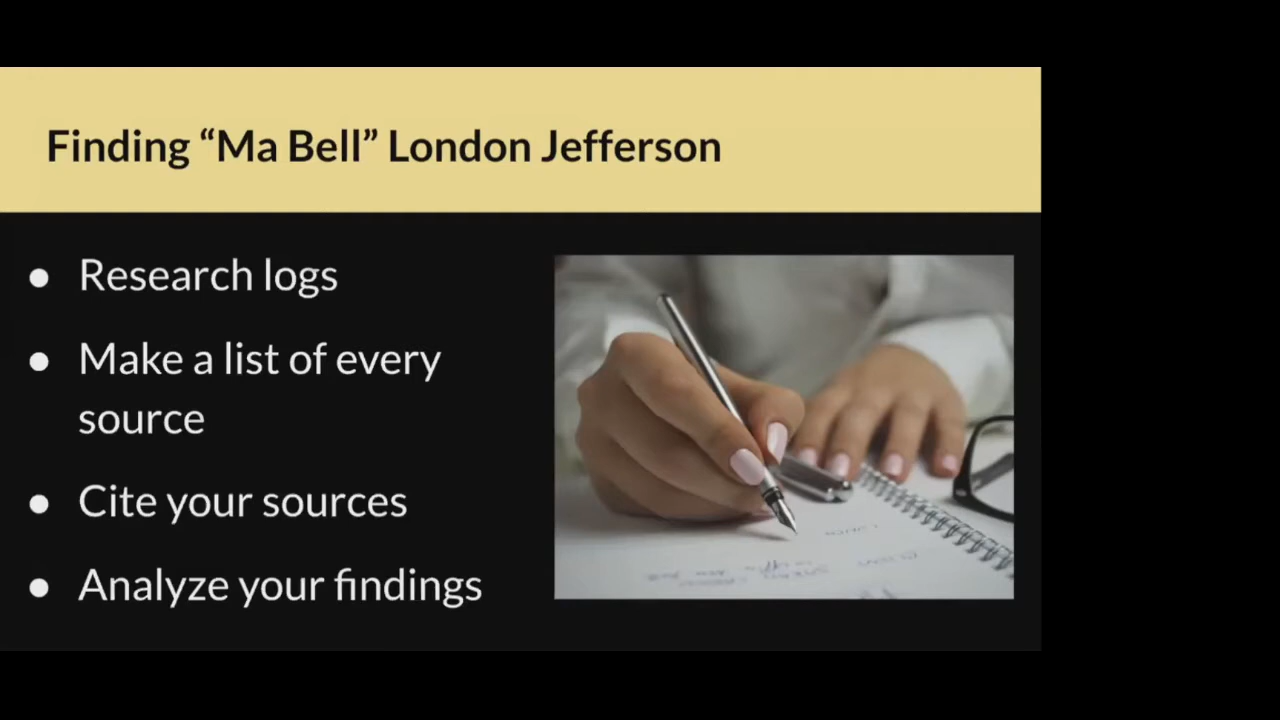 Finding “Ma Bell” London Jefferson
● Research logs
● Make a list of every
source
● Cite your sources
● Analyze your findings